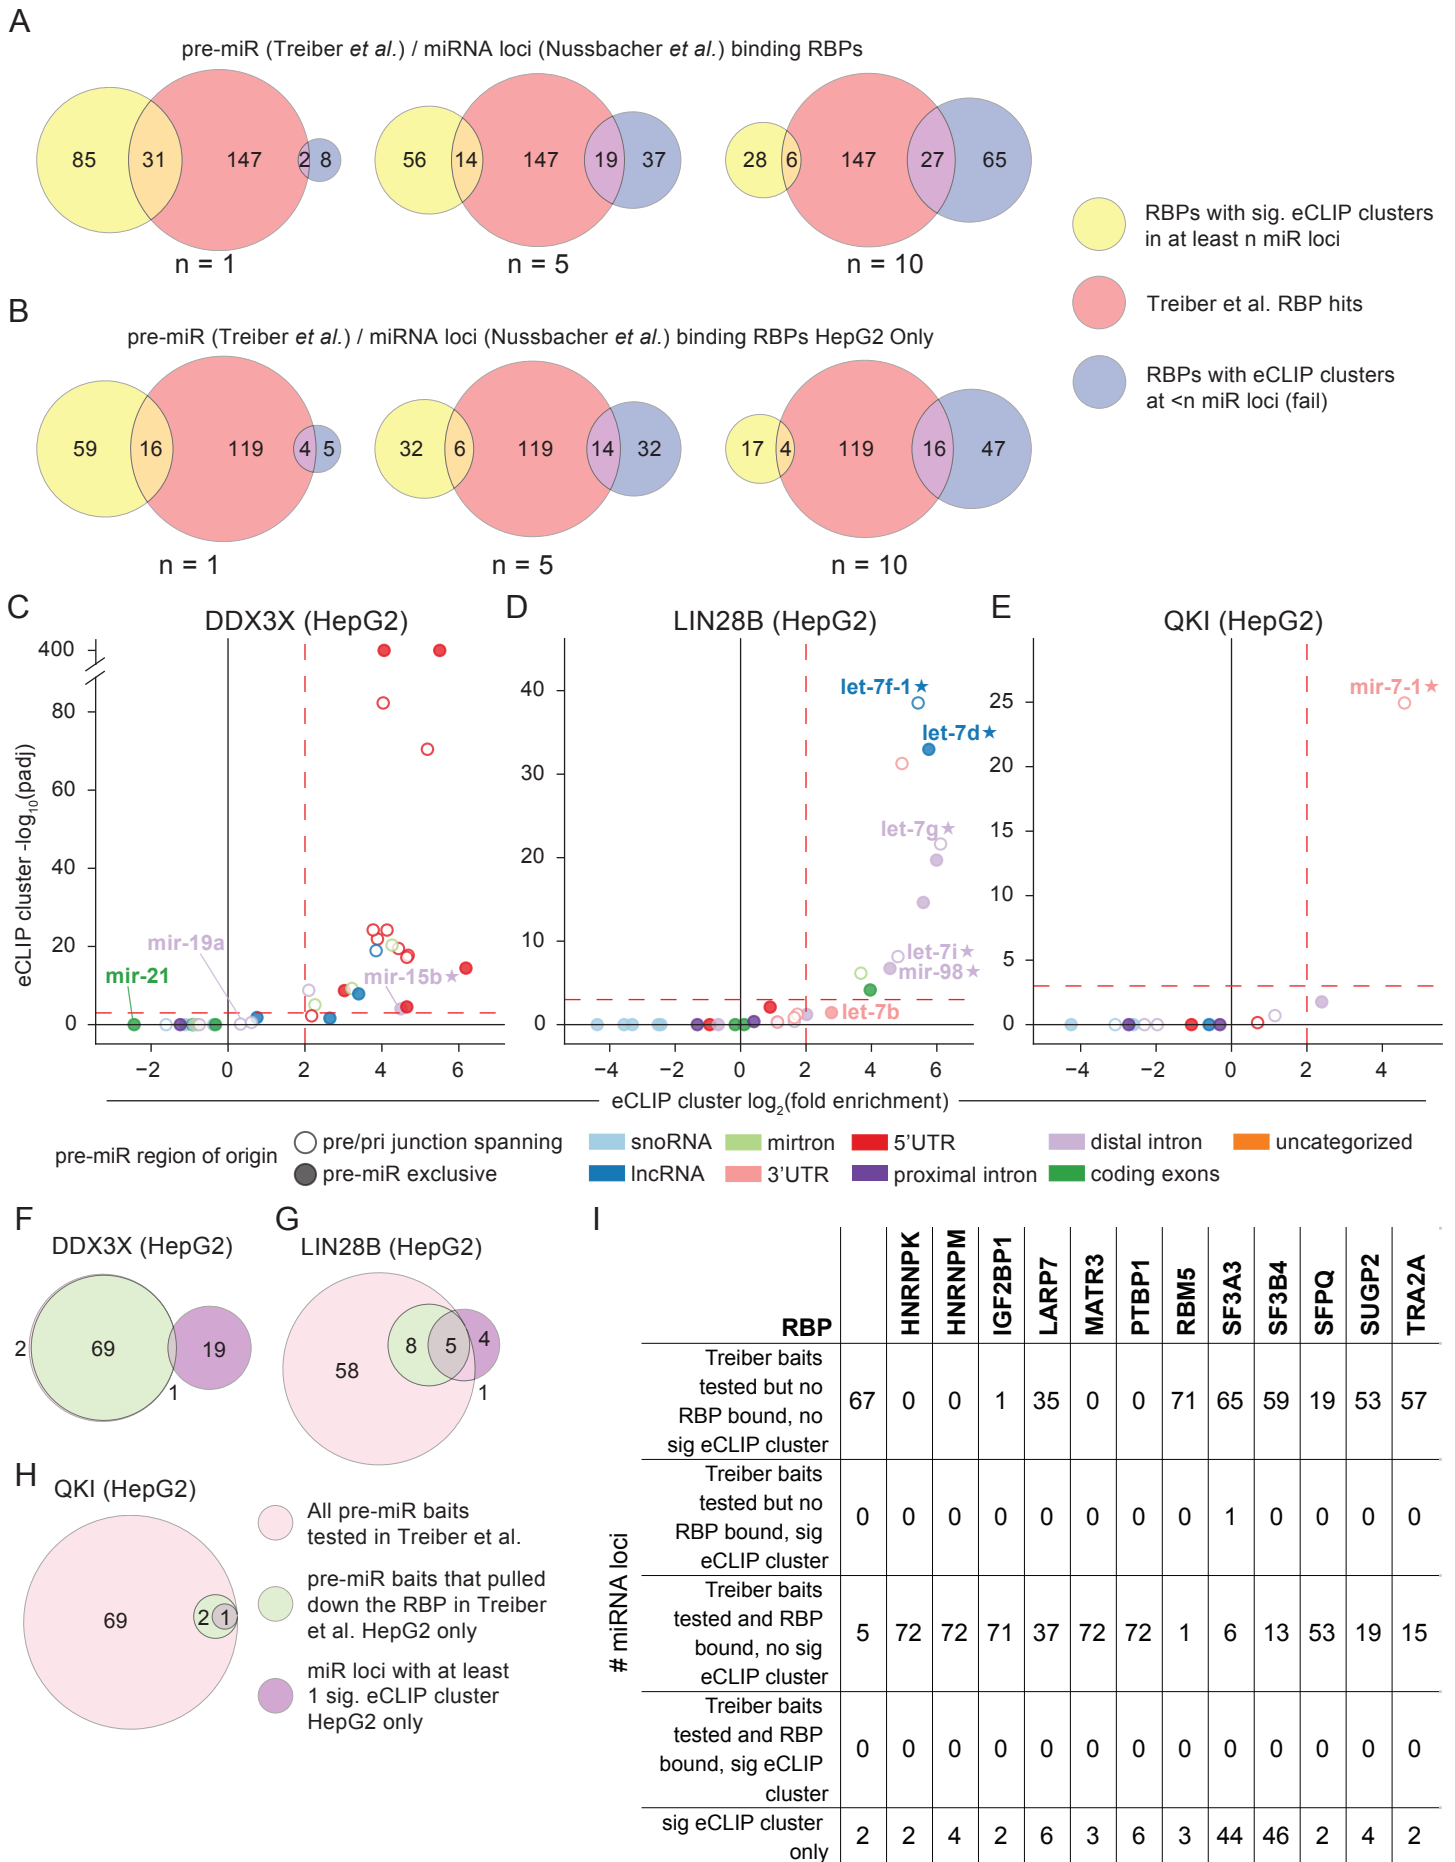 A
pre-miR (Treiber et al.) / miRNA loci (Nussbacher et al.) binding RBPs
85 31 147 2 8
56 14 147 19 37
28 6 147 27 65
n = 1
n = 5
n = 10
RBPs with sig. eCLIP clusters
in at least n miR loci
Treiber et al. RBP hits
RBPs with eCLIP clusters
at <n miR loci (fail)
B
pre-miR (Treiber et al.) / miRNA loci (Nussbacher et al.) binding RBPs HepG2 Only
59 16 119 4 5
32 6 119 14 32
17 4 119 16 47
n = 1
n = 5
n = 10
C
DDX3X (HepG2)
eCLIP cluster -log10(padj)
400
80
60
40
20
0
mir-19a
mir-21
mir-15b★
−2 0 2 4 6
D
LIN28B (HepG2)
40
30
20
10
0
let-7f-1★
let-7d★
let-7g★
let-7i★
mir-98★
let-7b
−4 −2 0 2 4 6
E
QKI (HepG2)
25
20
15
10
5
0
mir-7-1★
−4 −2 0 2 4
eCLIP cluster log2(fold enrichment)
pre-miR region of origin
pre/pri junction spanning
pre-miR exclusive
snoRNA
mirtron
5'UTR
distal intron
uncategorized
lncRNA
3'UTR
proximal intron
coding exons
F
DDX3X (HepG2)
2 69 1 19
G
LIN28B (HepG2)
58 8 5 4
1
H
QKI (HepG2)
69 2 1
All pre-miR baits
tested in Treiber et al.
pre-miR baits that pulled
down the RBP in Treiber
et al. HepG2 only
miR loci with at least
1 sig. eCLIP cluster
HepG2 only
I
RBP HNRNPK HNRNPM IGF2BP1 LARP7 MATR3 PTBP1 RBM5 SF3A3 SF3B4 SFPQ SUGP2 TRA2A
# miRNA loci
Treiber baits
tested but no
RBP bound, no
sig eCLIP cluster
67 0 0 1 35 0 0 71 65 59 19 53 57
Treiber baits
tested but no
RBP bound, sig
eCLIP cluster
0 0 0 0 0 0 0 0 1 0 0 0 0
Treiber baits
tested and RBP
bound, no sig
eCLIP cluster
5 72 72 71 37 72 72 1 6 13 53 19 15
Treiber baits
tested and RBP
bound, sig eCLIP
cluster
0 0 0 0 0 0 0 0 0 0 0 0 0
sig eCLIP cluster
only
2 2 4 2 6 3 6 3 44 46 2 4 2